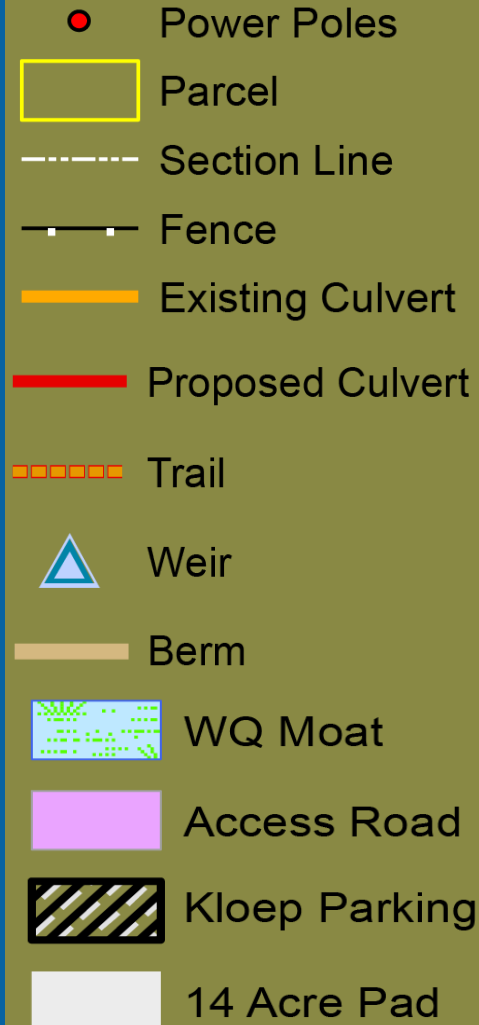 Power Poles
Parcel
Section Line
Fence
Existing Culvert
Proposed Culvert
Trail
Weir
Berm
WQ Moat
Access Road
Kloep Parking
14 Acre Pad